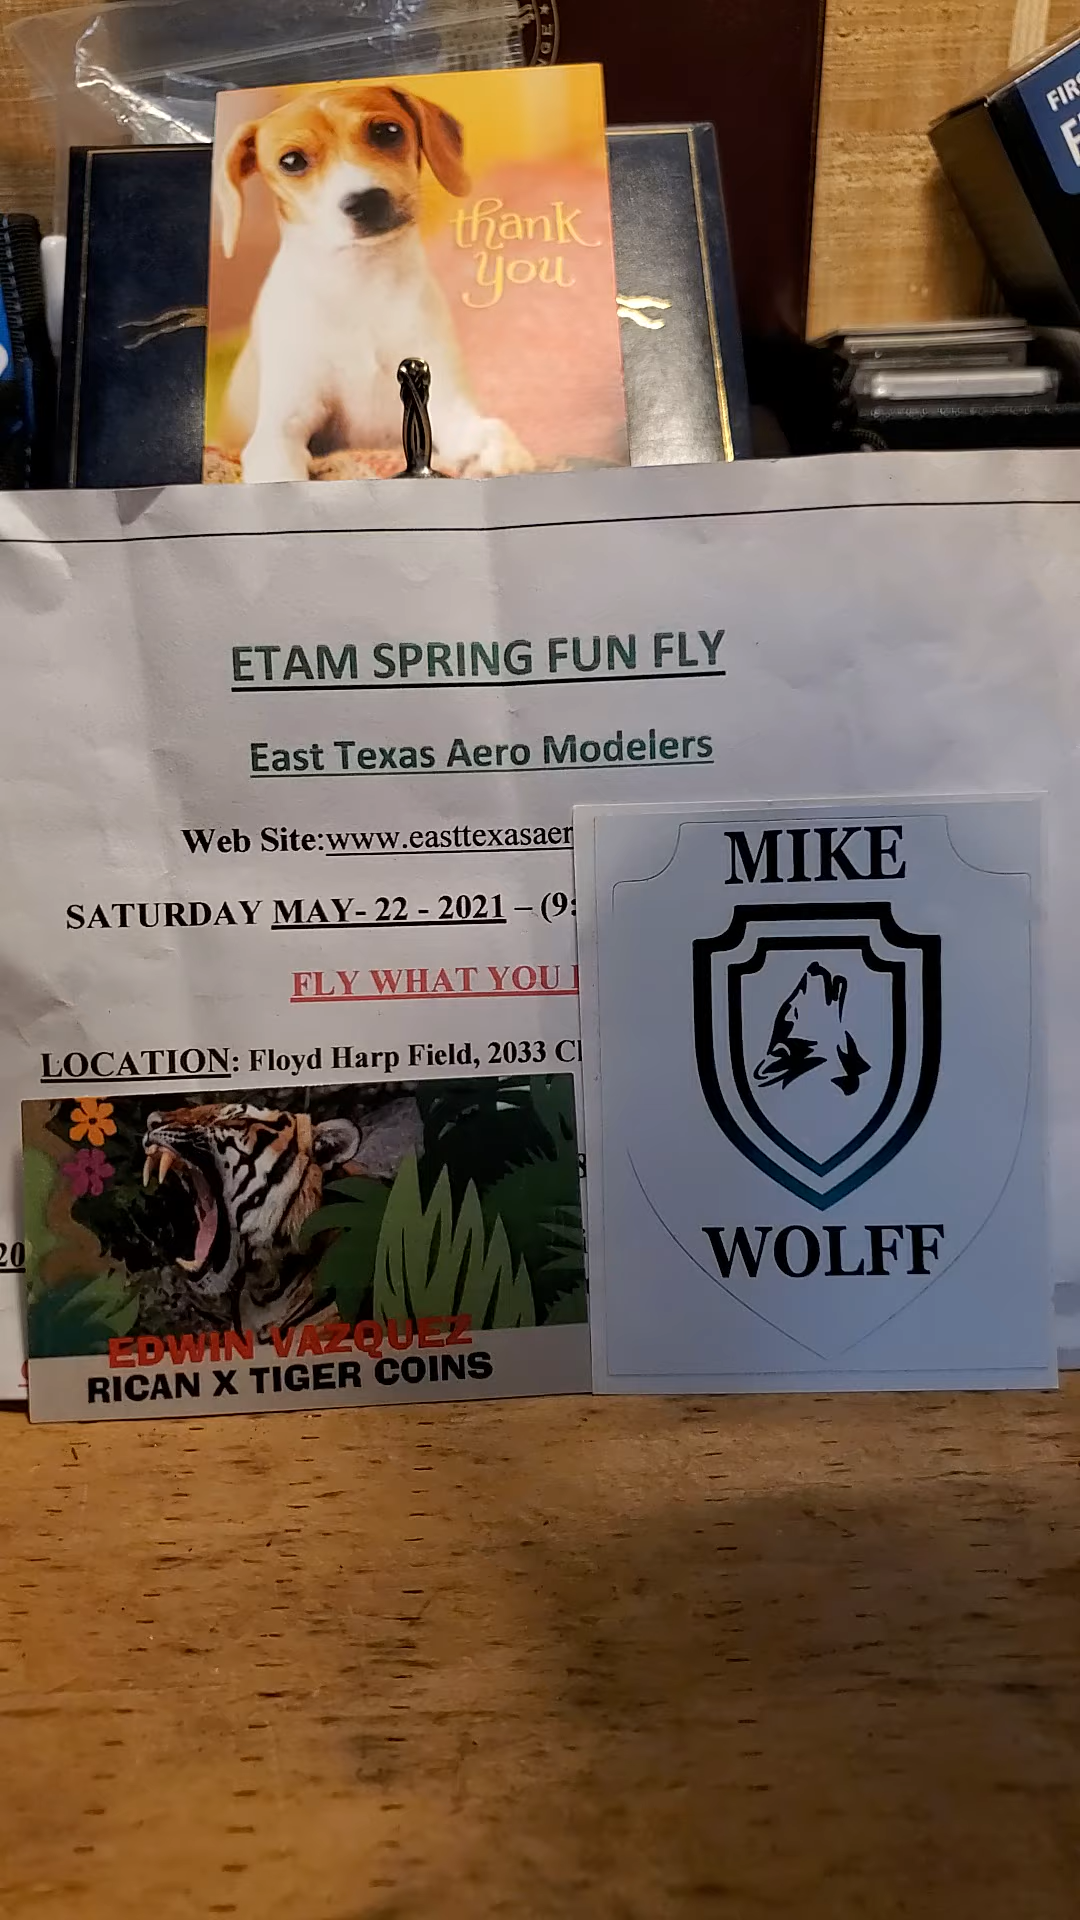 thank
you
ETAM SPRING FUN FLY
East Texas Aero Modelers
Web Site:www.easttexasaer
SATURDAY MAY- 22 - 2021 – (9:
FLY WHAT YOU
LOCATION: Floyd Harp Field, 2033
20
MIKE
WOLFF
EDWIN VAZQUEZ
RICAN X TIGER COINS